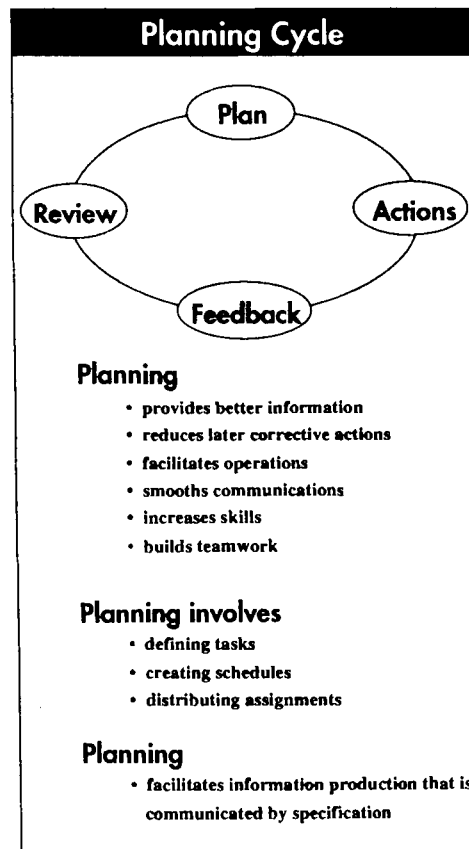 Planning Cycle
Plan
Review
Actions
Feedback
Planning
• provides better information
• reduces later corrective actions
• facilitates operations
• smooths communications
• increases skills
• builds teamwork
Planning involves
• defining tasks
• creating schedules
• distributing assignments
Planning
• facilitates information production that is
communicated by specification